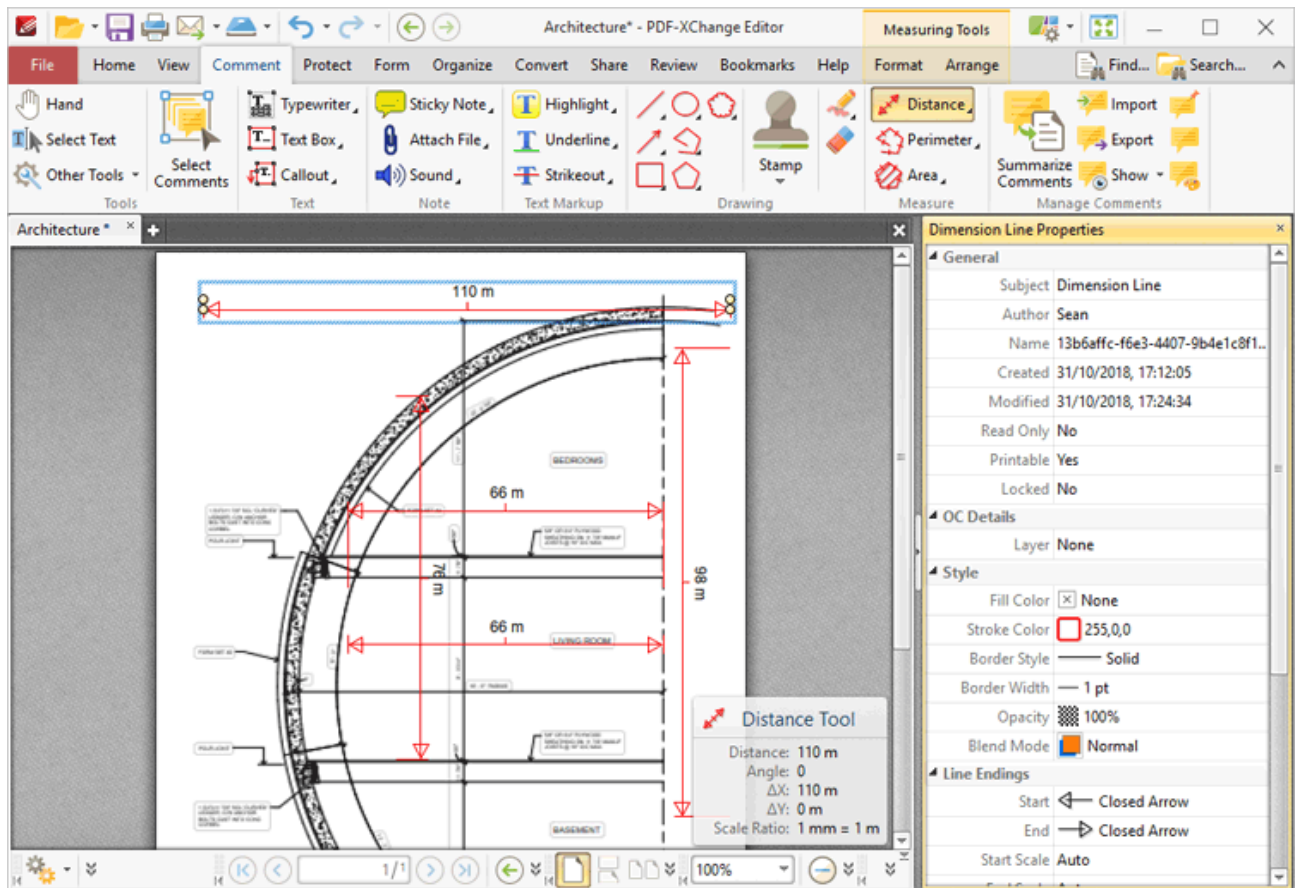 Architecture* - PDF-XChange Editor
Measuring Tools
File Home View Comment Protect Form Organize Convert Share Review Bookmarks Help Format Arrange Find... Search...
Hand
Select Text
Other Tools
Select Comments
Tools
Typewriter
Text Box
Callout
Text
Sticky Note
Attach File
Sound
Note
Highlight
Underline
Strikeout
Text Markup
Stamp
Drawing
Distance
Perimeter
Area
Measure
Summarize Comments
Import
Export
Show
Manage Comments
Architecture *
110 m
BEDROOMS
66 m
76 m
98 m
66 m
LIVING ROOM
BASEMENT
Distance Tool
Distance: 110 m
Angle: 0
ΔX: 110 m
ΔY: 0 m
Scale Ratio: 1 mm = 1 m
1/1
100%
Dimension Line Properties
General
Subject Dimension Line
Author Sean
Name 13b6affc-f6e3-4407-9b4e1c8f1..
Created 31/10/2018, 17:12:05
Modified 31/10/2018, 17:24:34
Read Only No
Printable Yes
Locked No
OC Details
Layer None
Style
Fill Color None
Stroke Color 255,0,0
Border Style Solid
Border Width 1 pt
Opacity 100%
Blend Mode Normal
Line Endings
Start Closed Arrow
End Closed Arrow
Start Scale Auto